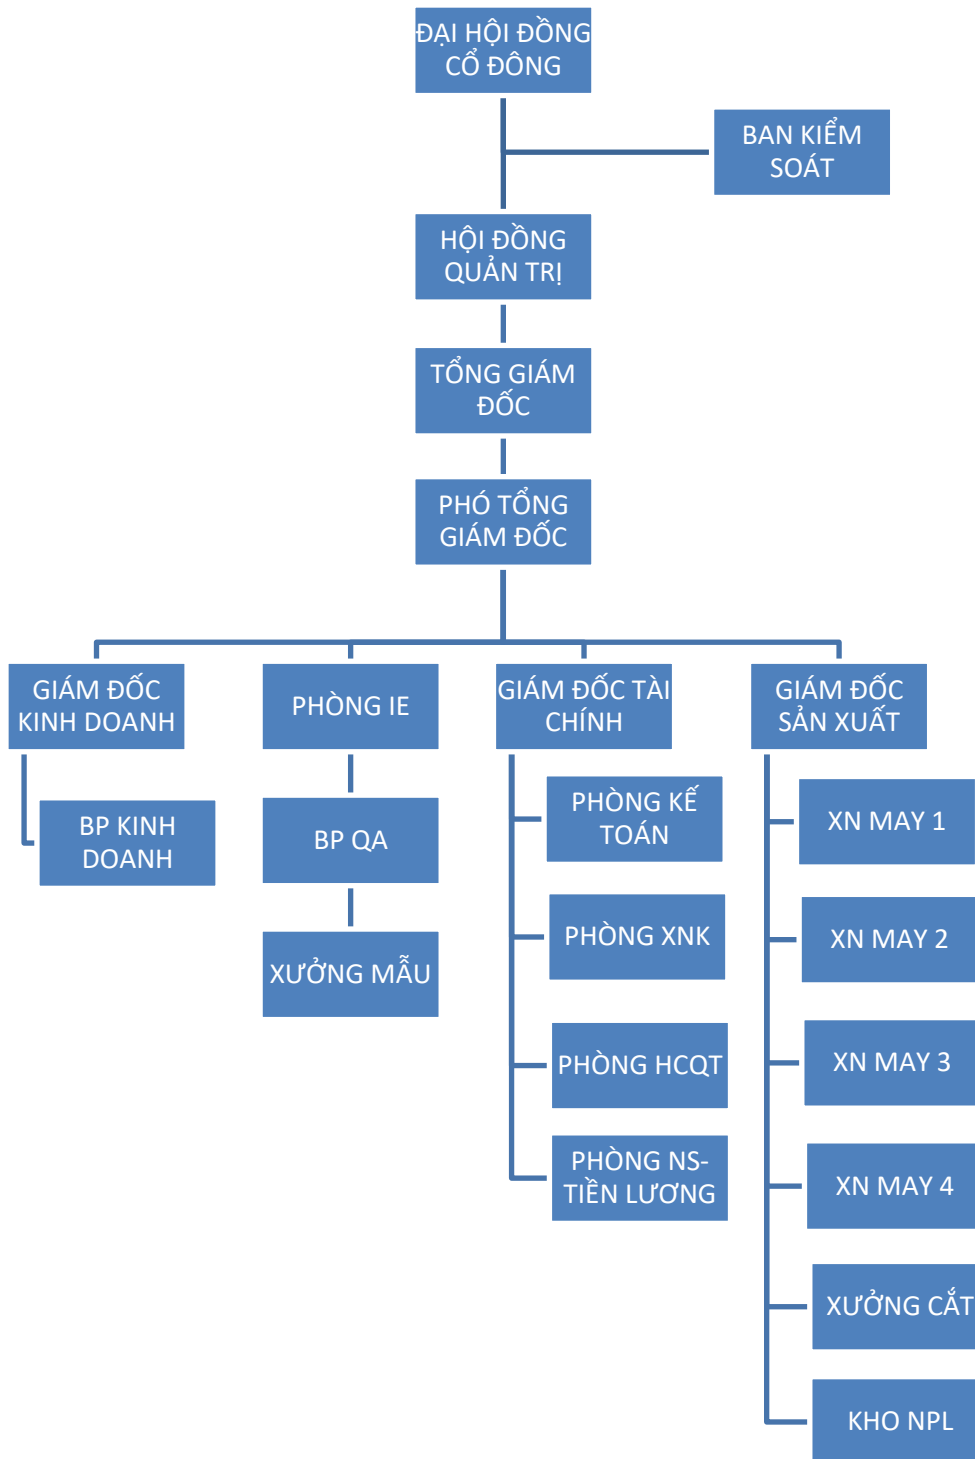 ĐẠI HỘI ĐỒNG
CỔ ĐÔNG
BAN KIỂM
SOÁT
HỘI ĐỒNG
QUẢN TRỊ
TỔNG GIÁM
ĐỐC
PHÓ TỔNG
GIÁM ĐỐC
GIÁM ĐỐC
KINH DOANH
BP KINH
DOANH
PHÒNG IE
BP QA
XƯỞNG MẪU
GIÁM ĐỐC TÀI
CHÍNH
PHÒNG KẾ
TOÁN
PHÒNG XNK
PHÒNG HCQT
PHÒNG NS-
TIỀN LƯƠNG
GIÁM ĐỐC
SẢN XUẤT
XN MAY 1
XN MAY 2
XN MAY 3
XN MAY 4
XƯỞNG CẮT
KHO NPL